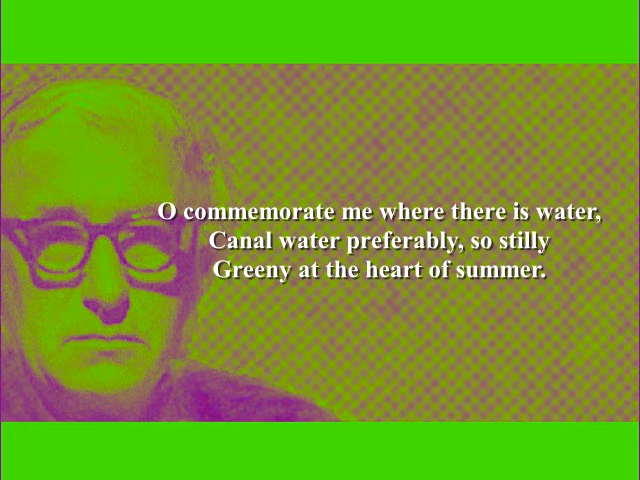 O commemorate me where there is water,
Canal water preferably, so stilly
Greeny at the heart of summer.